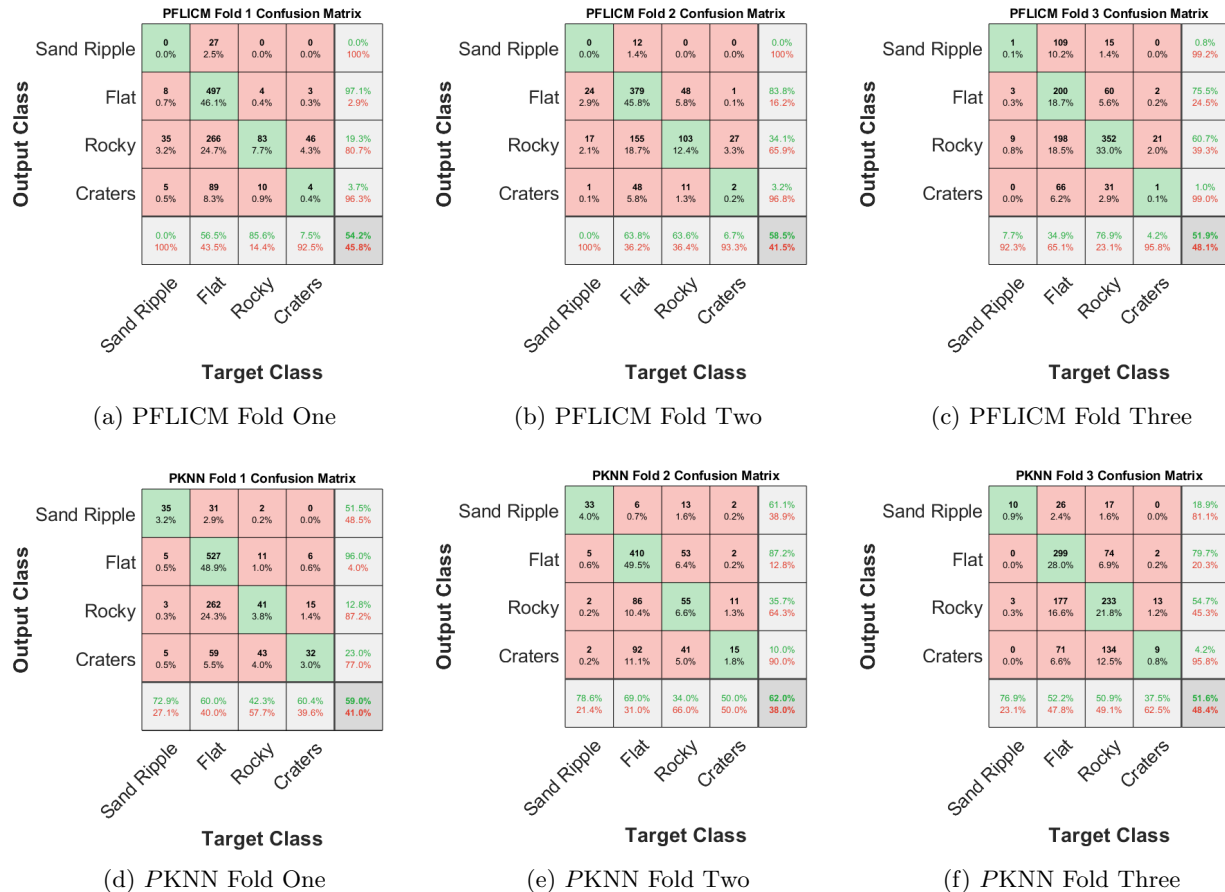 PFLICM Fold 1 Confusion Matrix
Output Class
Sand Ripple 0 27 0 0 0.0%
0.0% 2.5% 0.0% 0.0% 100%
Flat 8 497 4 3 97.1%
0.7% 46.1% 0.4% 0.3% 2.9%
Rocky 35 266 83 46 19.3%
3.2% 24.7% 7.7% 4.3% 80.7%
Craters 5 89 10 4 3.7%
0.5% 8.3% 0.9% 0.4% 96.3%
0.0% 56.5% 85.6% 7.5% 54.2%
100% 43.5% 14.4% 92.5% 45.8%
Sand Ripple Flat Rocky Craters
Target Class
(a) PFLICM Fold One
PFLICM Fold 2 Confusion Matrix
Output Class
Sand Ripple 0 12 0 0 0.0%
0.0% 1.4% 0.0% 0.0% 100%
Flat 24 379 48 1 83.8%
2.9% 45.8% 5.8% 0.1% 16.2%
Rocky 17 155 103 27 34.1%
2.1% 18.7% 12.4% 3.3% 65.9%
Craters 1 48 11 2 3.2%
0.1% 5.8% 1.3% 0.2% 96.8%
0.0% 63.8% 63.6% 6.7% 58.5%
100% 36.2% 36.4% 93.3% 41.5%
Sand Ripple Flat Rocky Craters
Target Class
(b) PFLICM Fold Two
PFLICM Fold 3 Confusion Matrix
Output Class
Sand Ripple 1 109 15 0 0.8%
0.1% 10.2% 1.4% 0.0% 99.2%
Flat 3 200 60 2 75.5%
0.3% 18.7% 5.6% 0.2% 24.5%
Rocky 9 198 352 21 60.7%
0.8% 18.5% 33.0% 2.0% 39.3%
Craters 0 66 31 1 1.0%
0.0% 6.2% 2.9% 0.1% 99.0%
7.7% 34.9% 76.9% 4.2% 51.9%
92.3% 65.1% 23.1% 95.8% 48.1%
Sand Ripple Flat Rocky Craters
Target Class
(c) PFLICM Fold Three
PKNN Fold 1 Confusion Matrix
Output Class
Sand Ripple 35 31 2 0 51.5%
3.2% 2.9% 0.2% 0.0% 48.5%
Flat 5 527 11 6 96.0%
0.5% 48.9% 1.0% 0.6% 4.0%
Rocky 3 262 41 15 12.8%
0.3% 24.3% 3.8% 1.4% 87.2%
Craters 5 59 43 32 23.0%
0.5% 5.5% 4.0% 3.0% 77.0%
72.9% 60.0% 42.3% 60.4% 59.0%
27.1% 40.0% 57.7% 39.6% 41.0%
Sand Ripple Flat Rocky Craters
Target Class
(d) PKNN Fold One
PKNN Fold 2 Confusion Matrix
Output Class
Sand Ripple 33 6 13 2 61.1%
4.0% 0.7% 1.6% 0.2% 38.9%
Flat 5 410 53 2 87.2%
0.6% 49.5% 6.4% 0.2% 12.8%
Rocky 2 86 55 11 35.7%
0.2% 10.4% 6.6% 1.3% 64.3%
Craters 2 92 41 15 10.0%
0.2% 11.1% 5.0% 1.8% 90.0%
78.6% 69.0% 34.0% 50.0% 62.0%
21.4% 31.0% 66.0% 50.0% 38.0%
Sand Ripple Flat Rocky Craters
Target Class
(e) PKNN Fold Two
PKNN Fold 3 Confusion Matrix
Output Class
Sand Ripple 10 26 17 0 18.9%
0.9% 2.4% 1.6% 0.0% 81.1%
Flat 0 299 74 2 79.7%
0.0% 28.0% 6.9% 0.2% 20.3%
Rocky 3 177 233 13 54.7%
0.3% 16.6% 21.8% 1.2% 45.3%
Craters 0 71 134 9 4.2%
0.0% 6.6% 12.5% 0.8% 95.8%
76.9% 52.2% 50.9% 37.5% 51.6%
23.1% 47.8% 49.1% 62.5% 48.4%
Sand Ripple Flat Rocky Craters
Target Class
(f) PKNN Fold Three